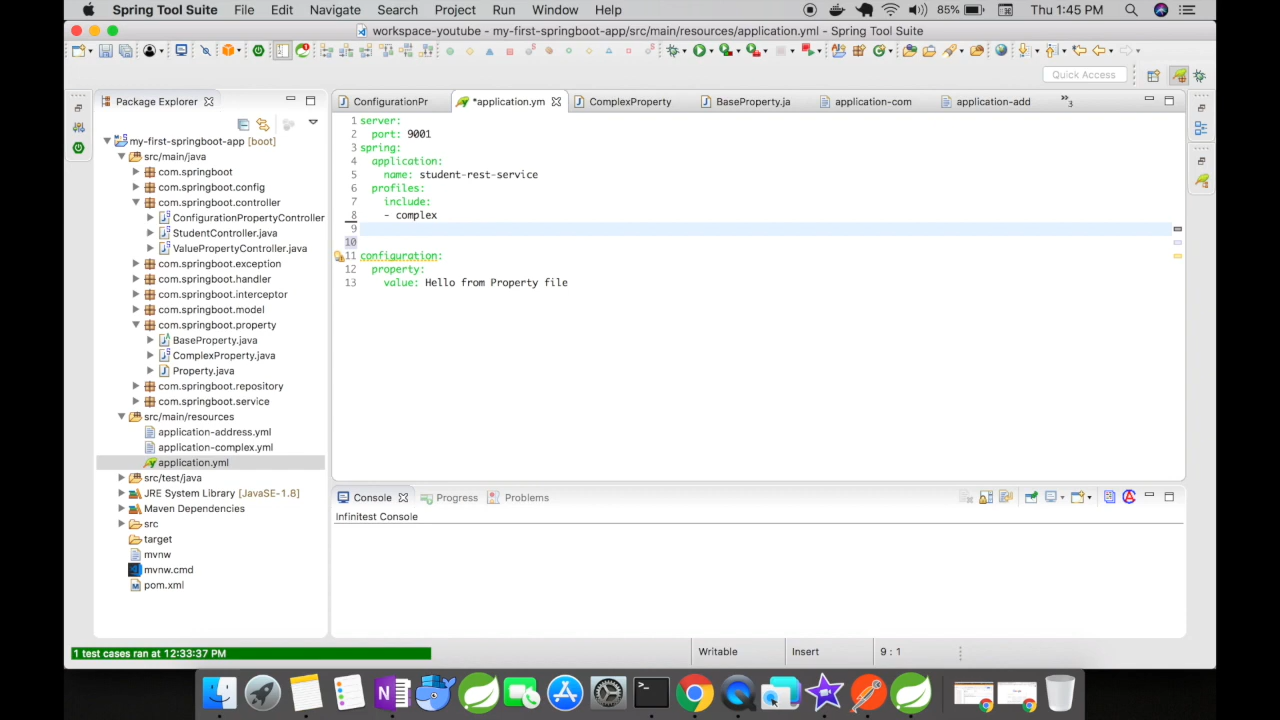 Spring Tool Suite File Edit Navigate Search Project Run Window Help 85% Thu 1:45 PM
workspace-youtube - my-first-springboot-app/src/main/resources/application.yml - Spring Tool Suite
Quick Access
Package Explorer
ConfigurationPr *application.ym ComplexProperty BaseProperty.ja application-com application-add »3
my-first-springboot-app [boot]
src/main/java
com.springboot
com.springboot.config
com.springboot.controller
ConfigurationPropertyController
StudentController.java
ValuePropertyController.java
com.springboot.exception
com.springboot.handler
com.springboot.interceptor
com.springboot.model
com.springboot.property
BaseProperty.java
ComplexProperty.java
Property.java
com.springboot.repository
com.springboot.service
src/main/resources
application-address.yml
application-complex.yml
application.yml
src/test/java
JRE System Library [JavaSE-1.8]
Maven Dependencies
src
target
mvnw
mvnw.cmd
pom.xml
1 server:
2 port: 9001
3 spring:
4 application:
5 name: student-rest-service
6 profiles:
7 include:
8 - complex
9
10
11 configuration:
12 property:
13 value: Hello from Property file
Console Progress Problems
Infinitest Console
1 test cases ran at 12:33:37 PM
Writable Insert 9 : 1